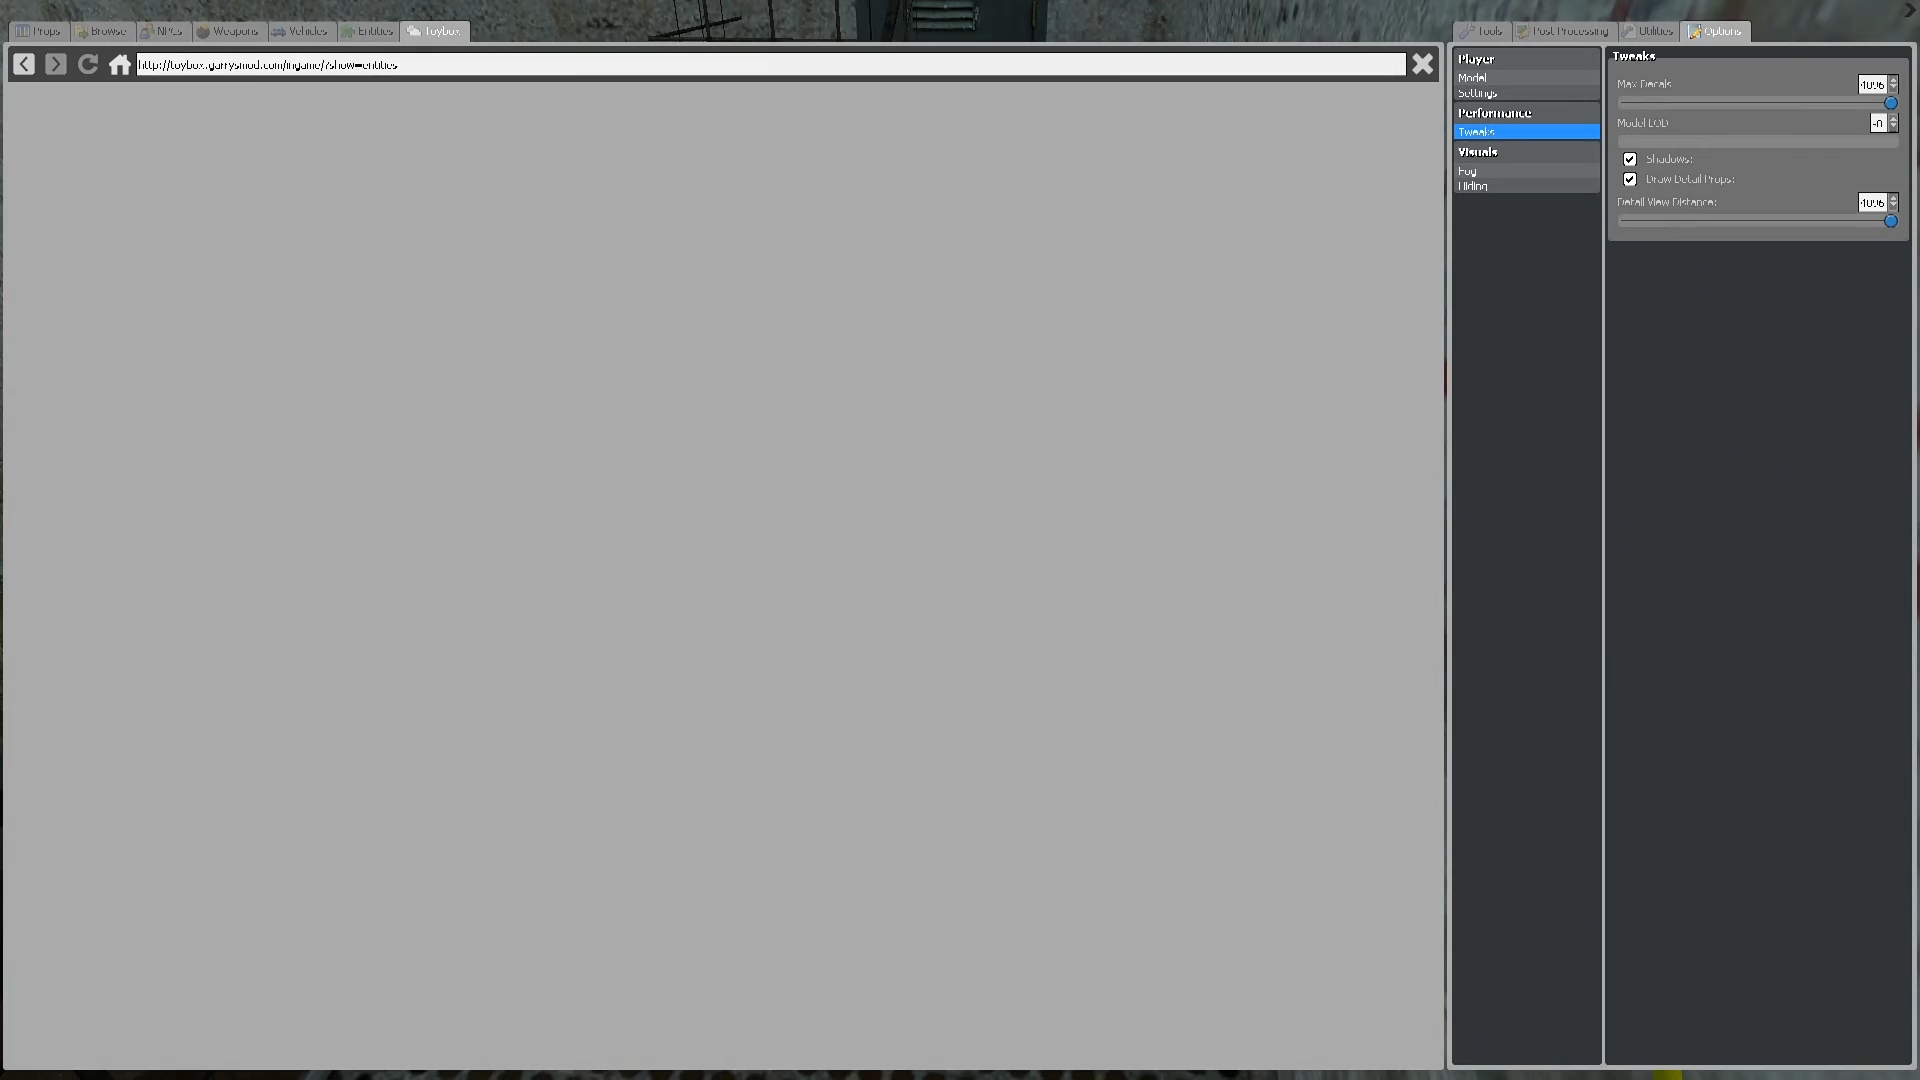 Props Browse NPCs Weapons Vehicles Entities Toybox
Tools Post Processing Utilities Options
http://toybox.garrysmod.com/ingame/?show=entities
Player
Model
Settings
Performance
Tweaks
Visuals
Fog
Hiding
Tweaks
Max Decals 4096
Model LOD -0
Shadows:
Draw Detail Props:
Detail View Distance: 4096